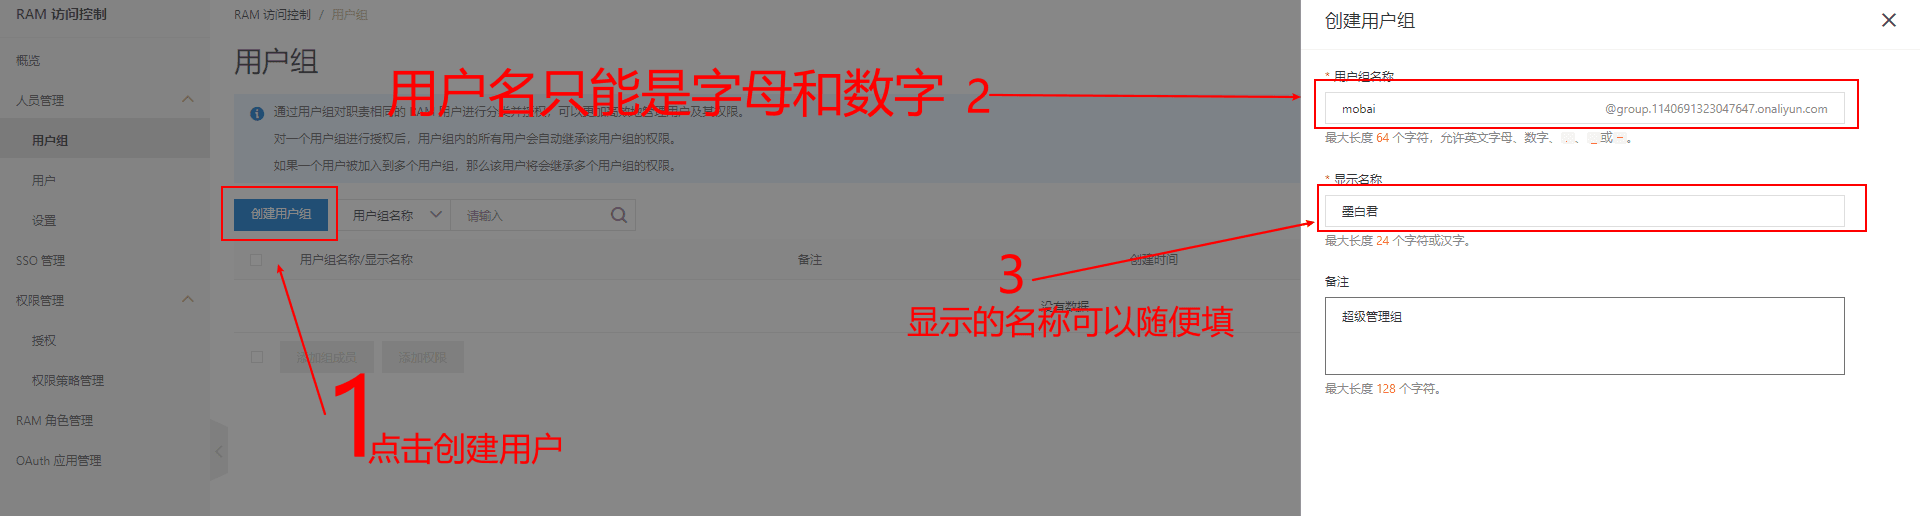 RAM 访问控制
概览
人员管理
用户组
用户
设置
SSO 管理
权限管理
授权
权限策略管理
RAM 角色管理
OAuth 应用管理
RAM 访问控制 / 用户组
用户组
用户名只能是字母和数字 2
通过用户组对职责相同的 RAM 用户进行分类并授权，可以更加高效地管理用户及其权限。
对一个用户组进行授权后，用户组内的所有用户会自动继承该用户组的权限。
如果一个用户被加入到多个用户组，那么该用户将会继承多个用户组的权限。
创建用户组 用户组名称 请输入
用户组名称/显示名称 备注 创建时间
没有数据
添加组成员 添加权限
1
点击创建用户
3
显示的名称可以随便填
创建用户组
* 用户组名称
mobai @group.1140691323047647.onaliyun.com
最大长度 64 个字符，允许英文字母、数字、 . 、 _ 或 - 。
* 显示名称
墨白君
最大长度 24 个字符或汉字。
备注
超级管理组
最大长度 128 个字符。